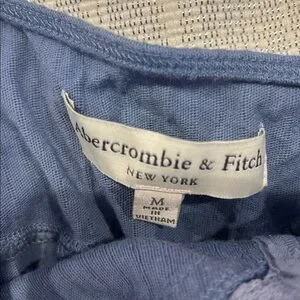 Abercrombie & Fitch
NEW YORK
M
MADE
IN
VIETNAM